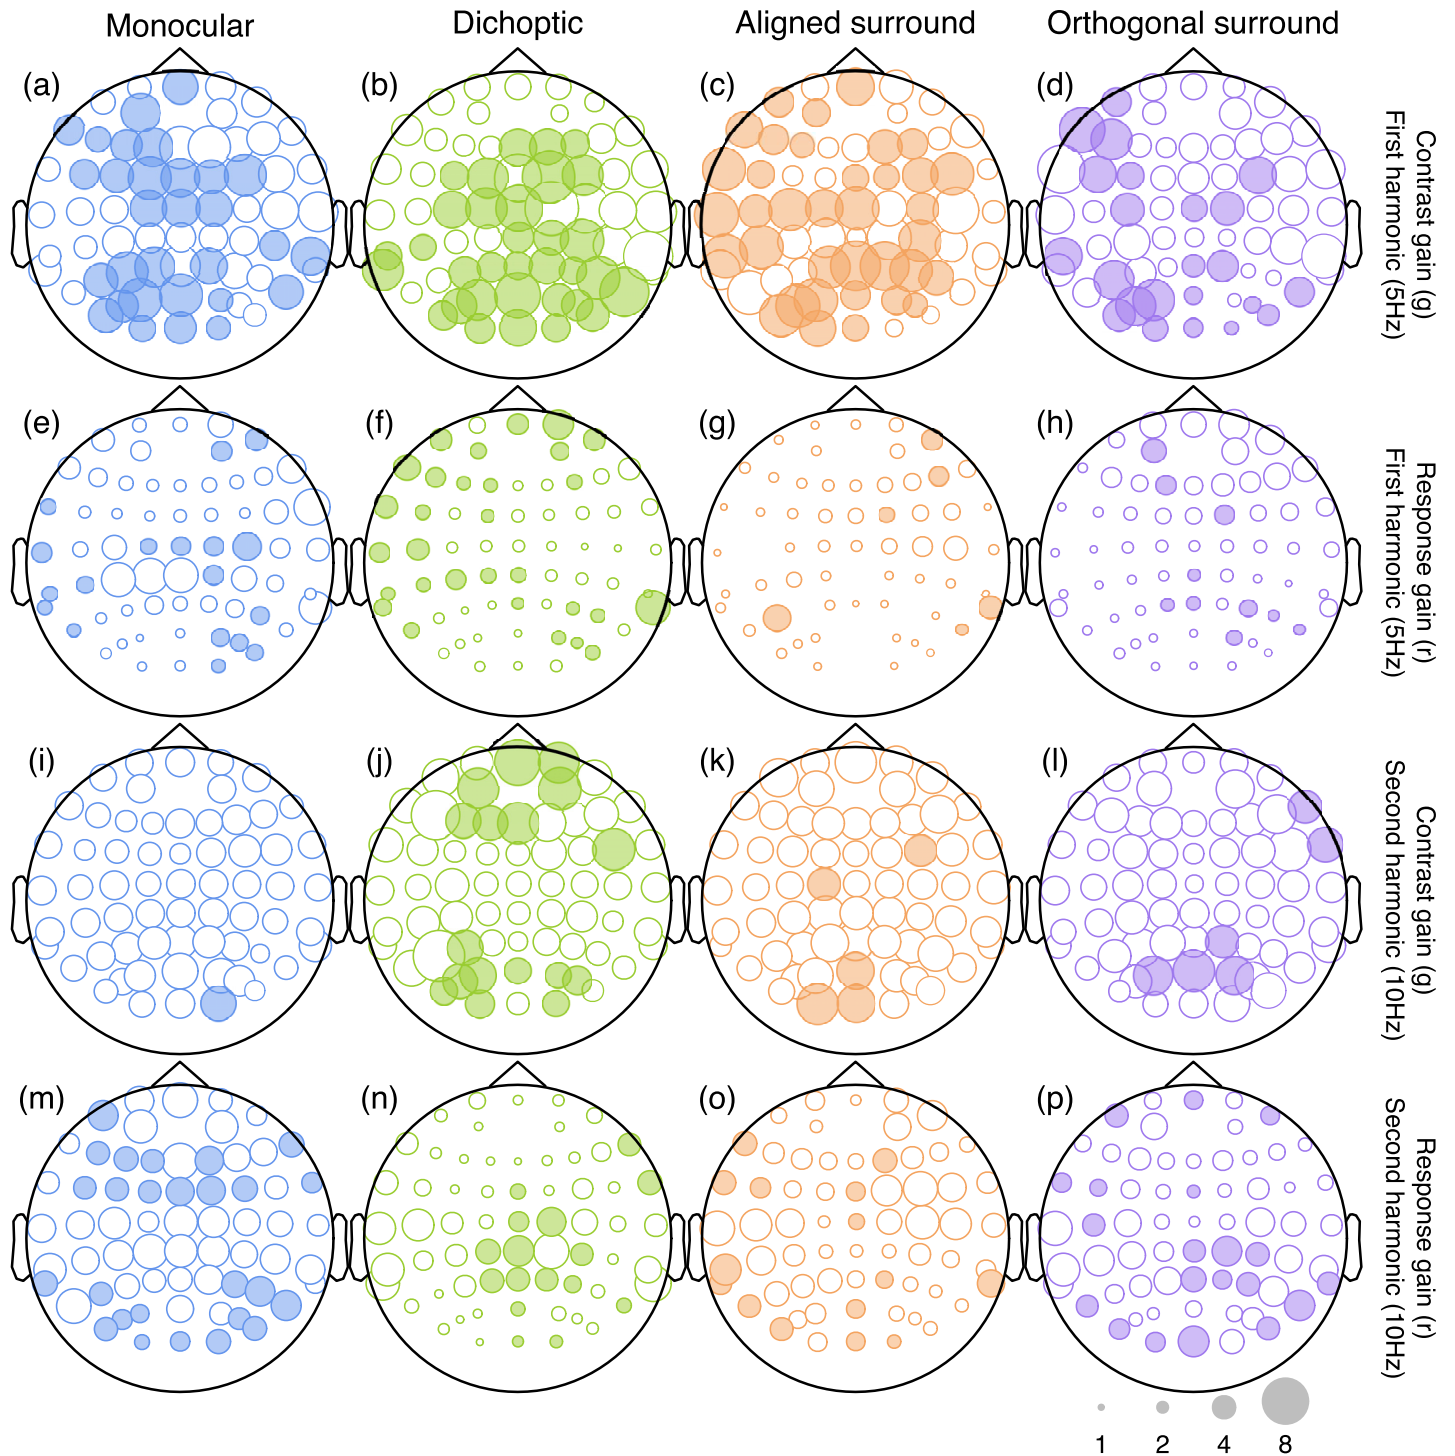 Monocular
Dichoptic
Aligned surround
Orthogonal surround
(a)
(b)
(c)
(d)
Contrast gain (g)
First harmonic (5Hz)
(e)
(f)
(g)
(h)
Response gain (r)
First harmonic (5Hz)
(i)
(j)
(k)
(l)
Contrast gain (g)
Second harmonic (10Hz)
(m)
(n)
(o)
(p)
Response gain (r)
Second harmonic (10Hz)
1
2
4
8